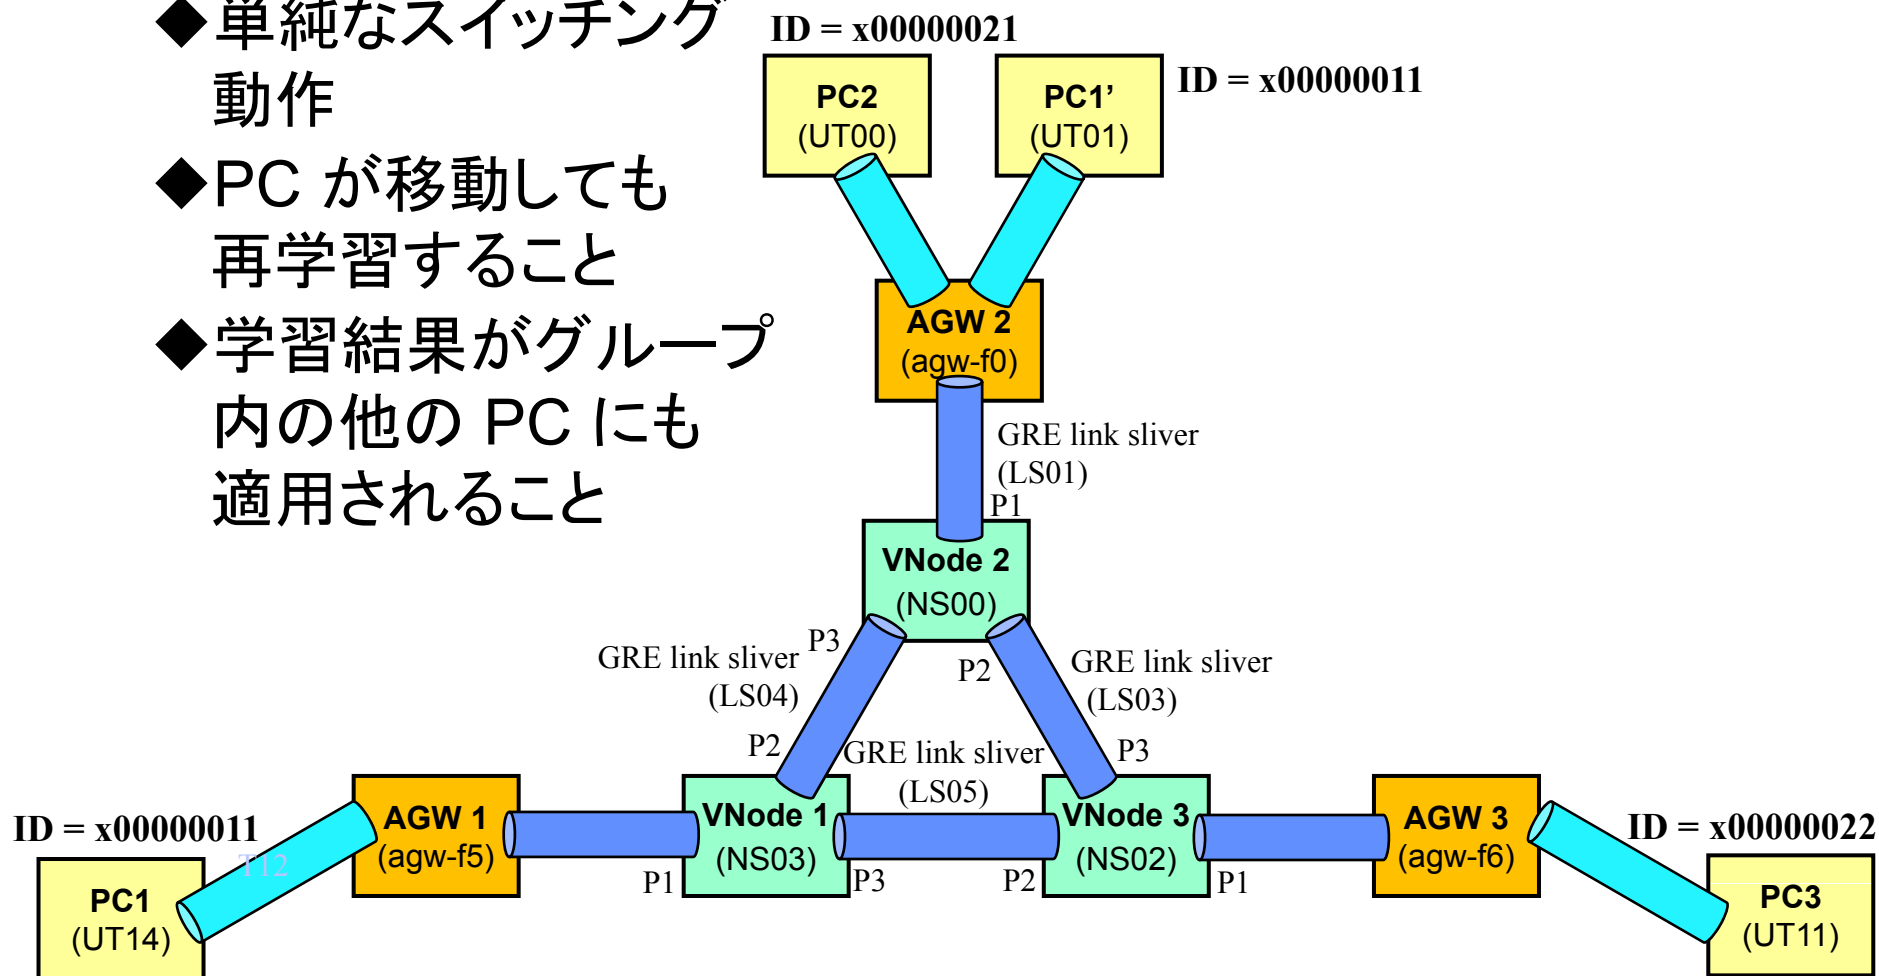 ◆単純なスイッチング
動作
◆PC が移動しても
再学習すること
◆学習結果がグループ
内の他の PC にも
適用されること
ID = x00000021
PC2
(UT00)
PC1’
(UT01)
ID = x00000011
AGW 2
(agw-f0)
GRE link sliver
(LS01)
P1
VNode 2
(NS00)
P3
GRE link sliver
(LS04)
P2
P2
GRE link sliver
(LS03)
P3
GRE link sliver
(LS05)
ID = x00000011
T12
PC1
(UT14)
AGW 1
(agw-f5)
P1
VNode 1
(NS03)
P3
P2
VNode 3
(NS02)
P1
AGW 3
(agw-f6)
ID = x00000022
PC3
(UT11)